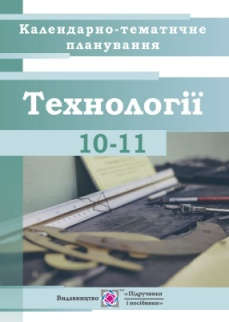 Календарно-тематичне
планування
Технології
10-11
Видавництво
«Підручники
і посібники»